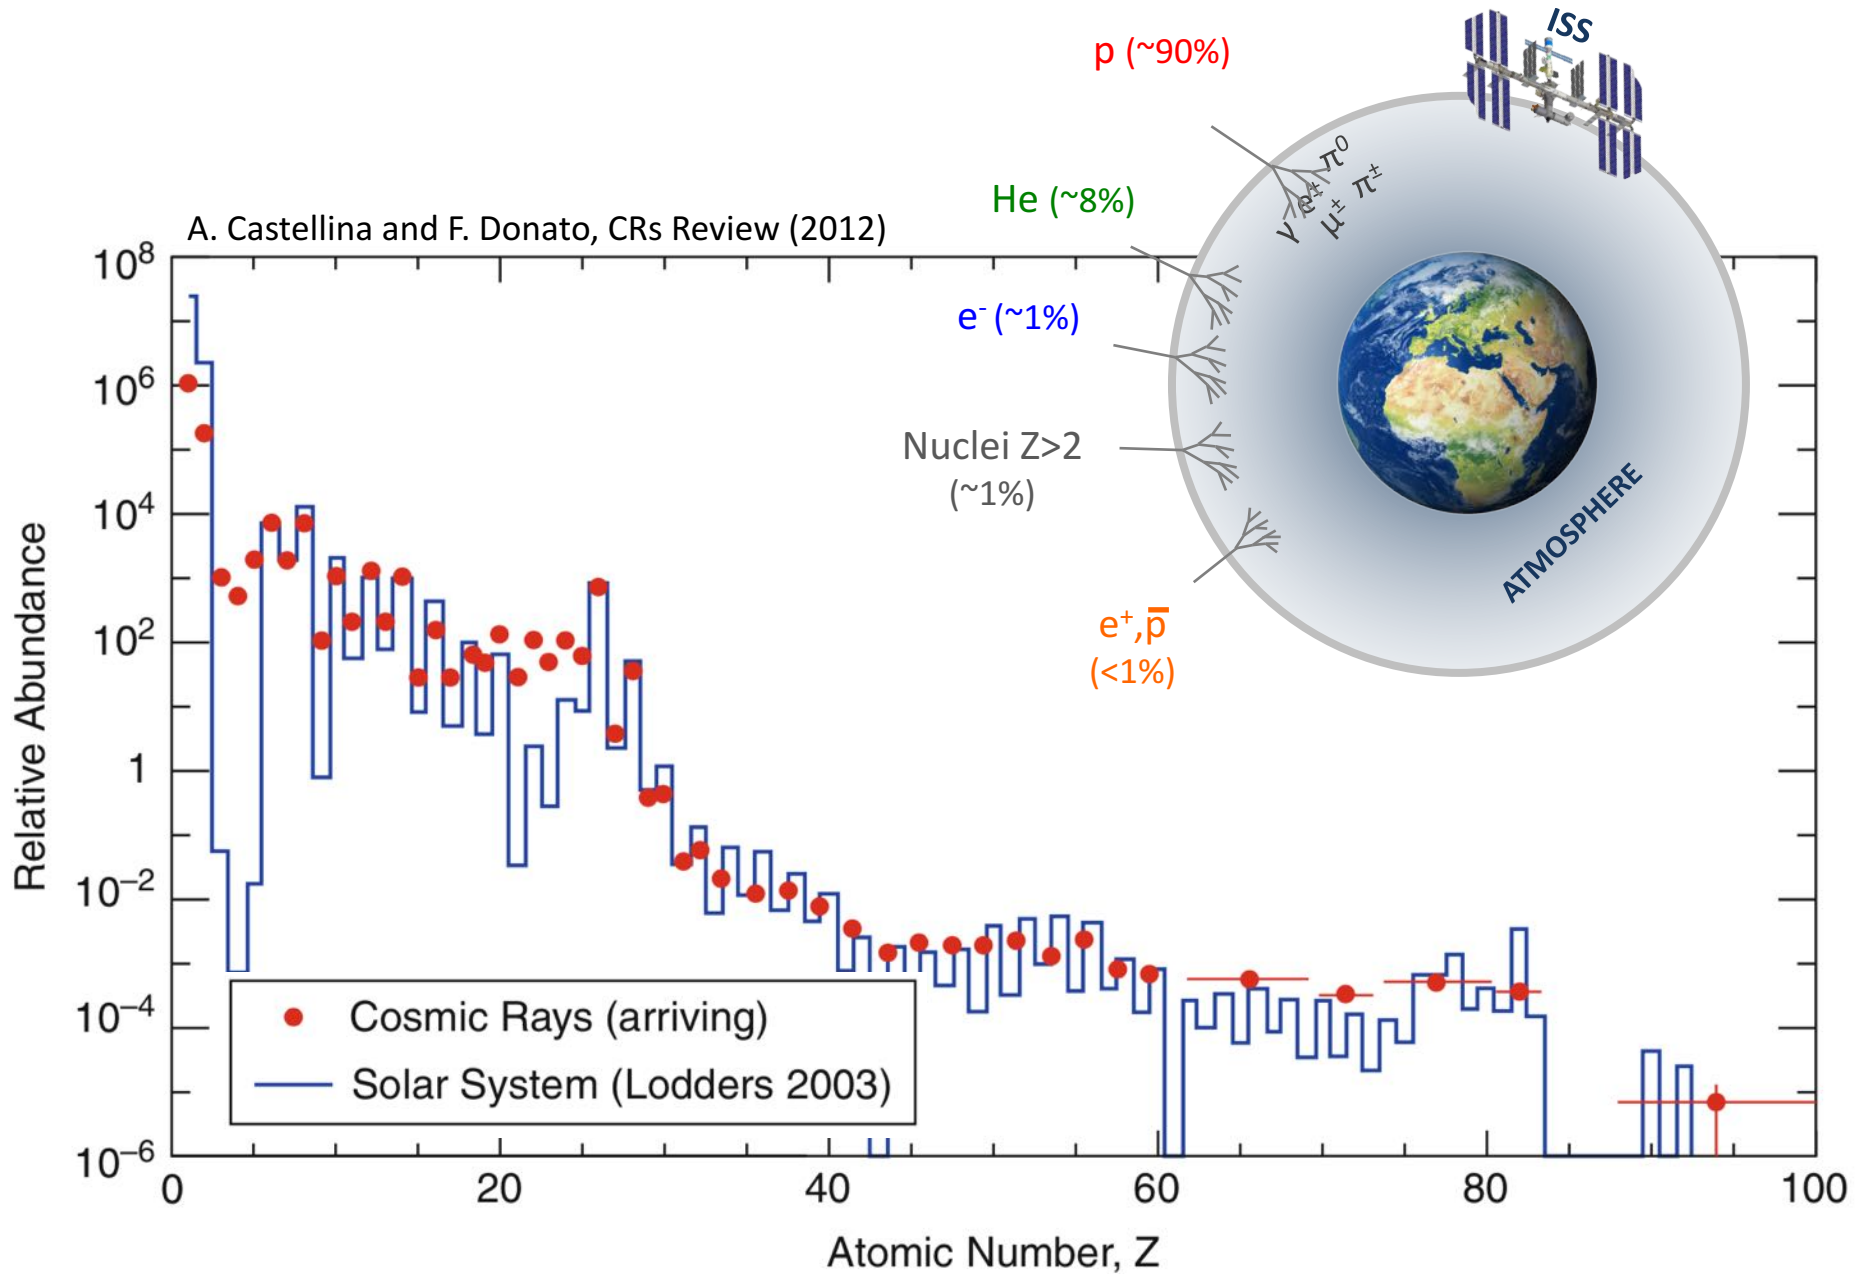 ISS
p (~90%)
π⁰
e± π±
γ μ±
He (~8%)
A. Castellina and F. Donato, CRs Review (2012)
e⁻ (~1%)
Nuclei Z>2
(~1%)
ATMOSPHERE
e⁺,p̅
(<1%)
Relative Abundance
10⁸
10⁶
10⁴
10²
1
10⁻²
10⁻⁴
10⁻⁶
Cosmic Rays (arriving)
Solar System (Lodders 2003)
0 20 40 60 80 100
Atomic Number, Z